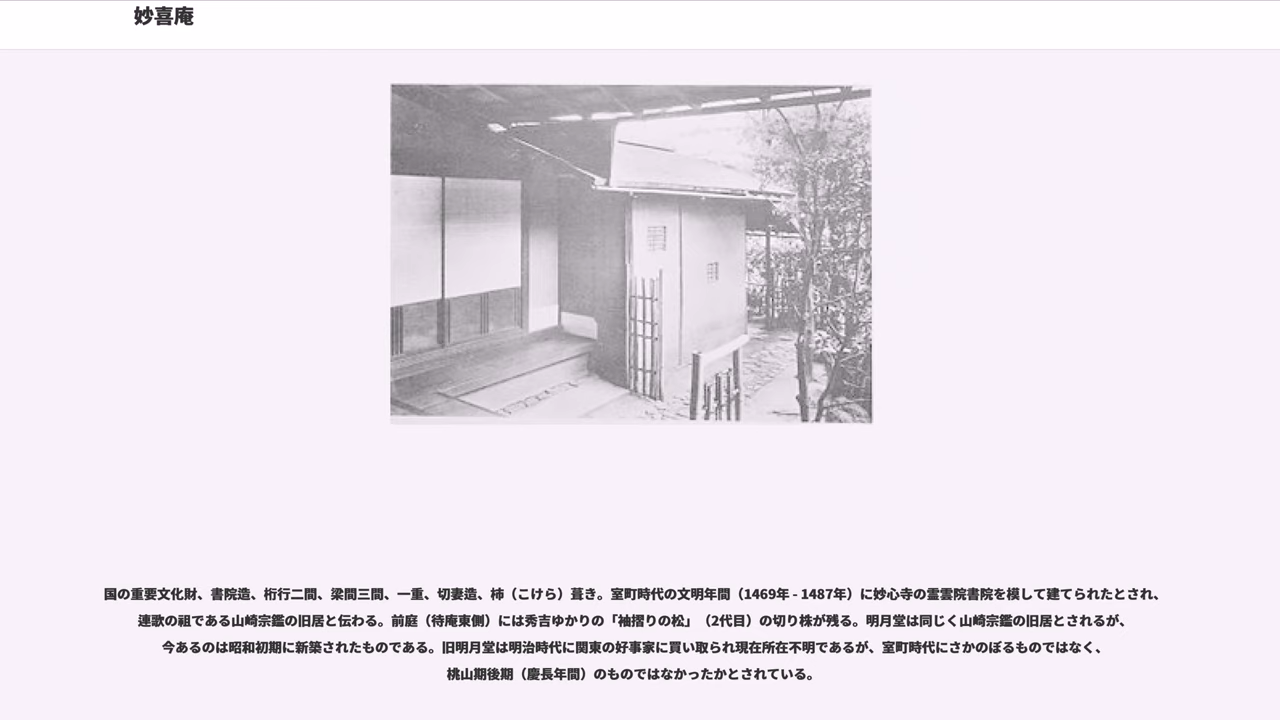 妙喜庵
国の重要文化財、書院造、桁行二間、梁間三間、一重、切妻造、杮（こけら）葺き。室町時代の文明年間（1469年 - 1487年）に妙心寺の霊雲院書院を模して建てられたとされ、
連歌の祖である山崎宗鑑の旧居と伝わる。前庭（待庵東側）には秀吉ゆかりの「袖摺りの松」（2代目）の切り株が残る。明月堂は同じく山崎宗鑑の旧居とされるが、
今あるのは昭和初期に新築されたものである。旧明月堂は明治時代に関東の好事家に買い取られ現在所在不明であるが、室町時代にさかのぼるものではなく、
桃山期後期（慶長年間）のものではなかったかとされている。